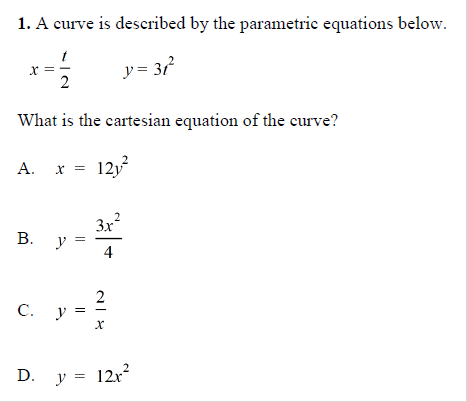 1. A curve is described by the parametric equations below.
x = t/2    y = 3t²
What is the cartesian equation of the curve?
A. x = 12y²
B. y = 3x²/4
C. y = 2/x
D. y = 12x²